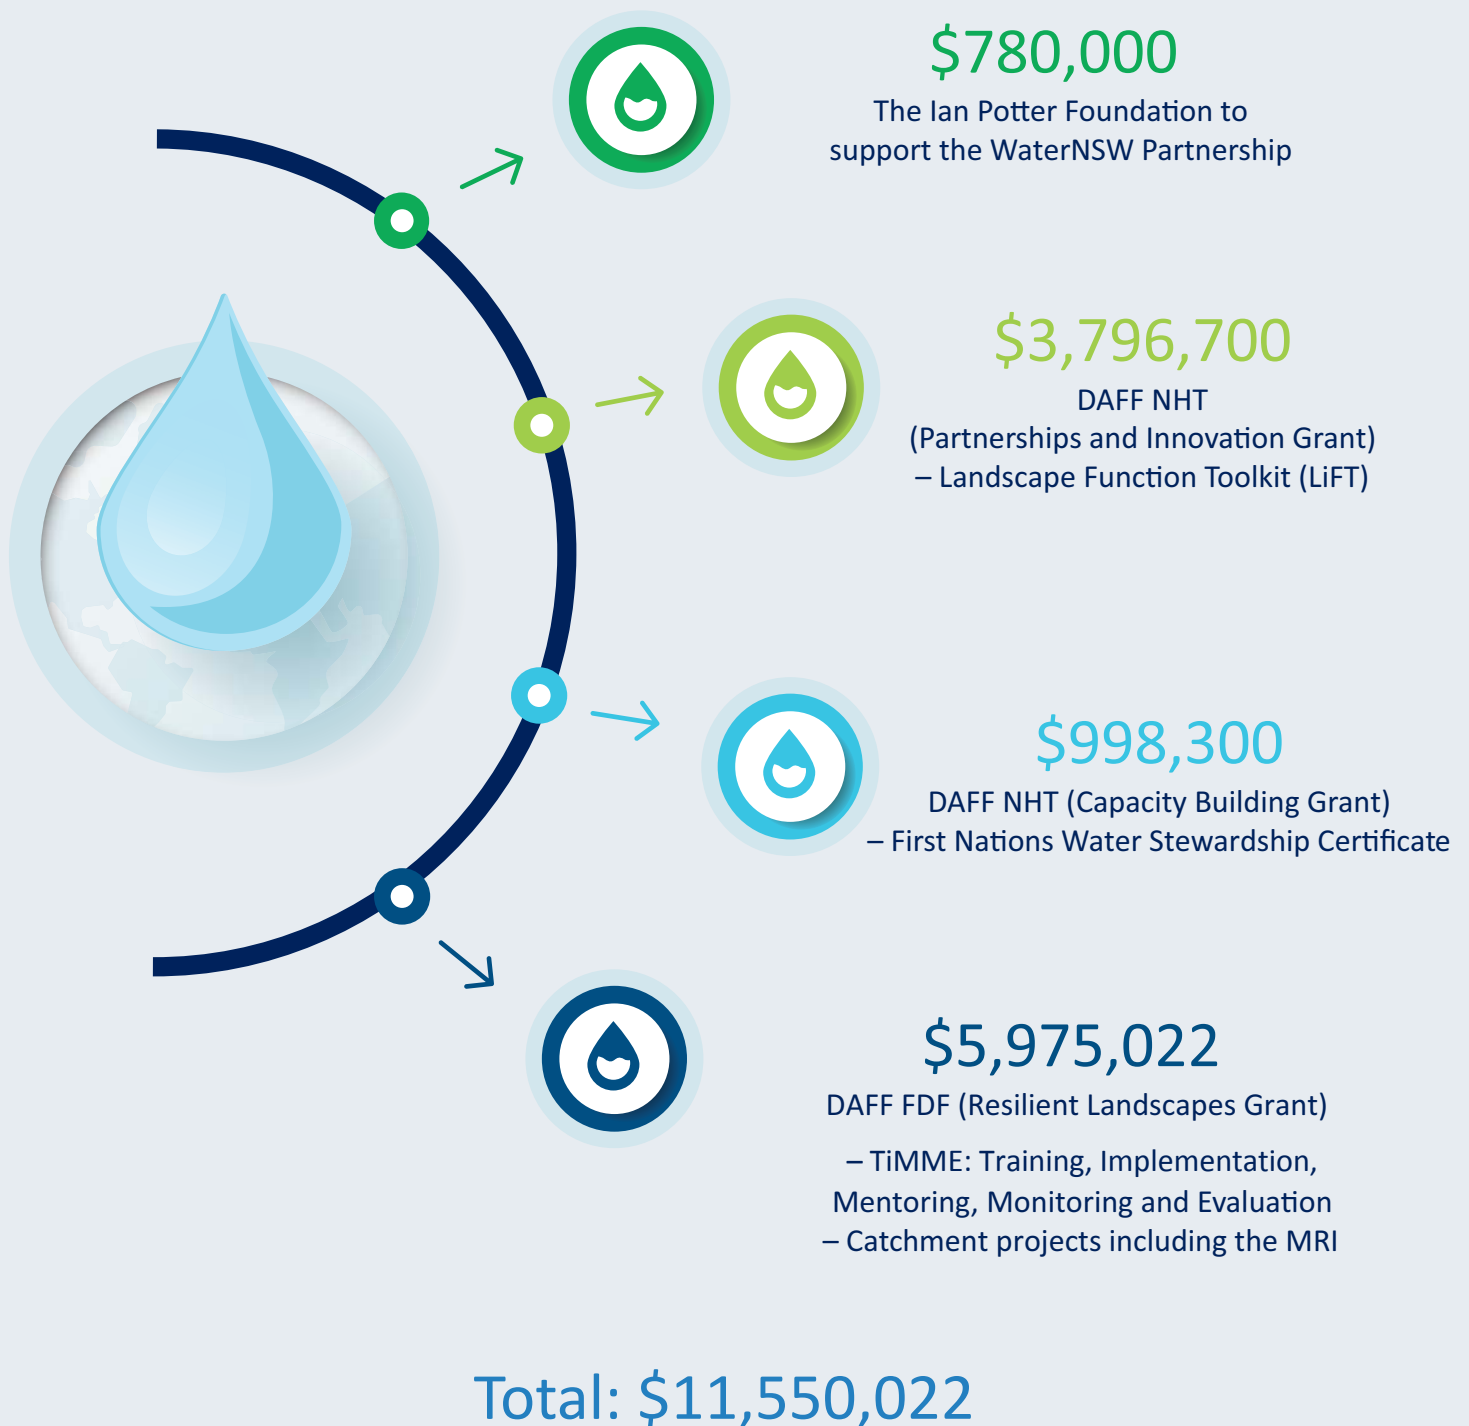 $780,000
The Ian Potter Foundation to
support the WaterNSW Partnership
$3,796,700
DAFF NHT
(Partnerships and Innovation Grant)
– Landscape Function Toolkit (LiFT)
$998,300
DAFF NHT (Capacity Building Grant)
– First Nations Water Stewardship Certificate
$5,975,022
DAFF FDF (Resilient Landscapes Grant)
– TiMME: Training, Implementation,
Mentoring, Monitoring and Evaluation
– Catchment projects including the MRI
Total: $11,550,022